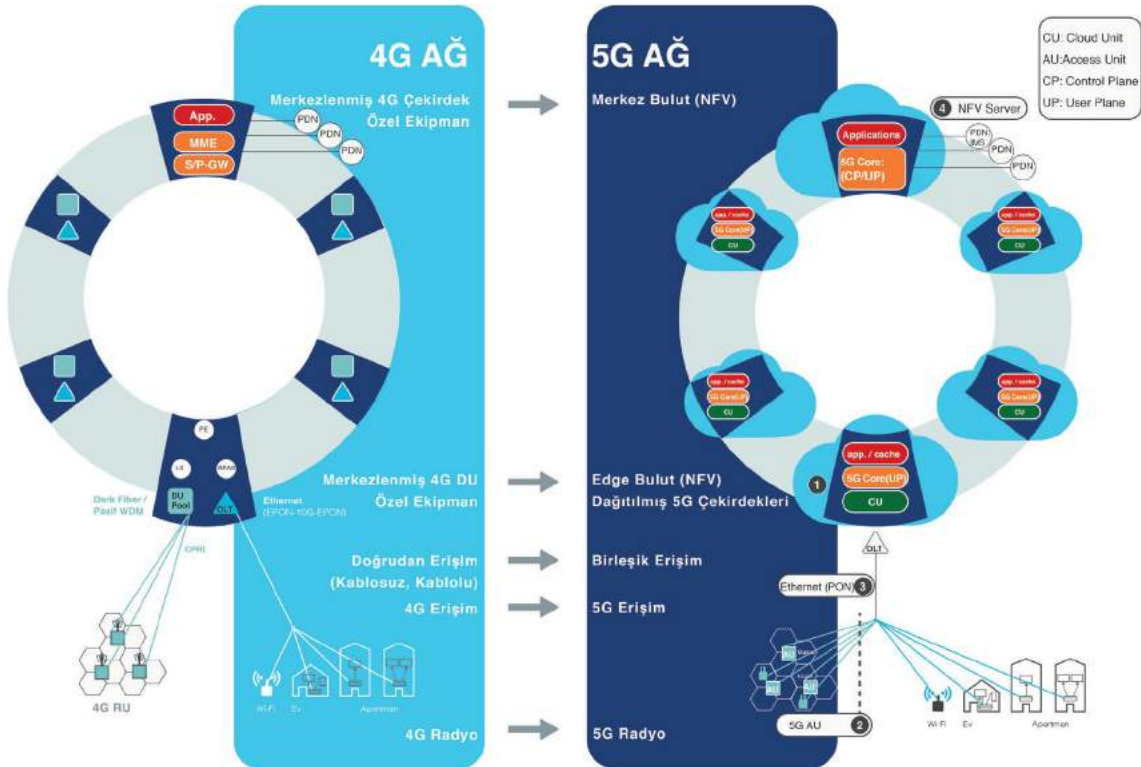 4G AĞ
Merkezlenmiş 4G Çekirdek
Özel Ekipman
App.
MME
S/P-GW
PDN
PDN
PDN
PE
L3
DU
Pool
OLT
Dark Fiber /
Pasif WDM
CPRI
Ethernet
(EPON-10G-EPON)
Merkezlenmiş 4G DU
Özel Ekipman
Doğrudan Erişim
(Kablosuz, Kablolu)
4G Erişim
4G RU
Wi-Fi
Ev
Apartmen
4G Radyo
5G AĞ
Merkez Bulut (NFV)
CU: Cloud Unit
AU:Access Unit
CP: Control Plane
UP: User Plane
4 NFV Server
Applications
5G Core:
(CP/UP)
PDN
IMS
PDN
PDN
app. / cache
5G Core(UP)
CU
app. / cache
5G Core(UP)
CU
app. / cache
5G Core(UP)
CU
app. / cache
5G Core(UP)
CU
1
app. / cache
5G Core(UP)
CU
Edge Bulut (NFV)
Dağıtılmış 5G Çekirdekleri
OLT
Birleşik Erişim
Ethernet (PON) 3
5G Erişim
AU
AU
AU
5G AU 2
Wi-Fi
Ev
Apartmen
5G Radyo